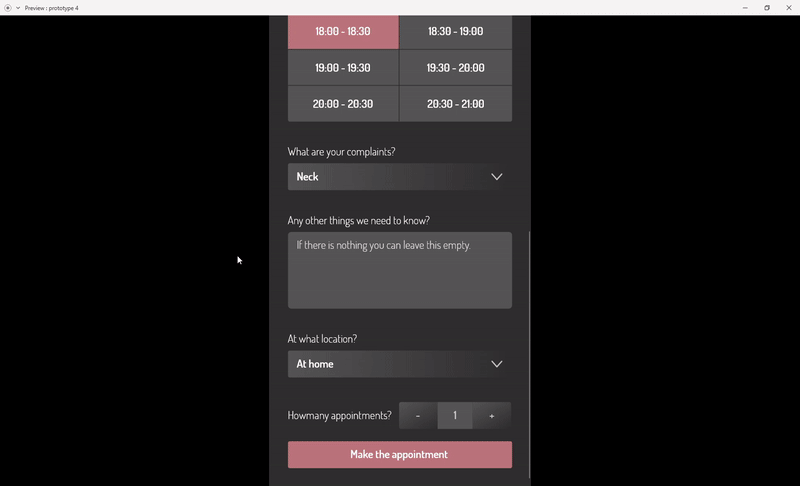 Preview : prototype 4
18:00 - 18:30 18:30 - 19:00
19:00 - 19:30 19:30 - 20:00
20:00 - 20:30 20:30 - 21:00
What are your complaints?
Neck
Any other things we need to know?
If there is nothing you can leave this empty.
At what location?
At home
Howmany appointments? - 1 +
Make the appointment